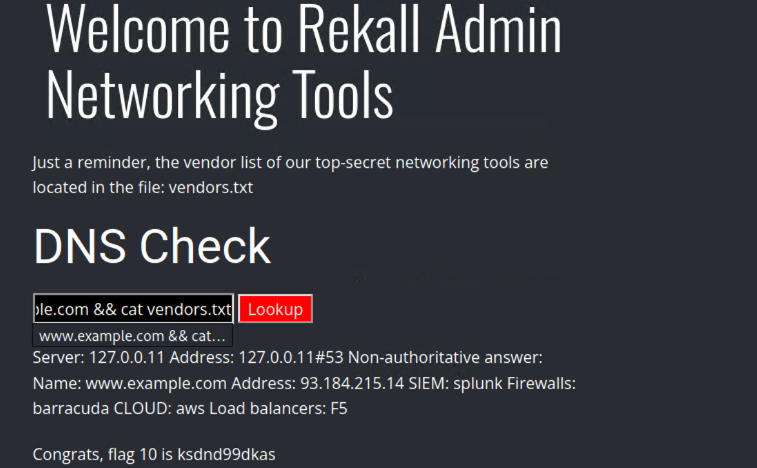 Welcome to Rekall Admin
Networking Tools
Just a reminder, the vendor list of our top-secret networking tools are
located in the file: vendors.txt
DNS Check
le.com && cat vendors.txt Lookup
www.example.com && cat...
Server: 127.0.0.11 Address: 127.0.0.11#53 Non-authoritative answer:
Name: www.example.com Address: 93.184.215.14 SIEM: splunk Firewalls:
barracuda CLOUD: aws Load balancers: F5
Congrats, flag 10 is ksdnd99dkas